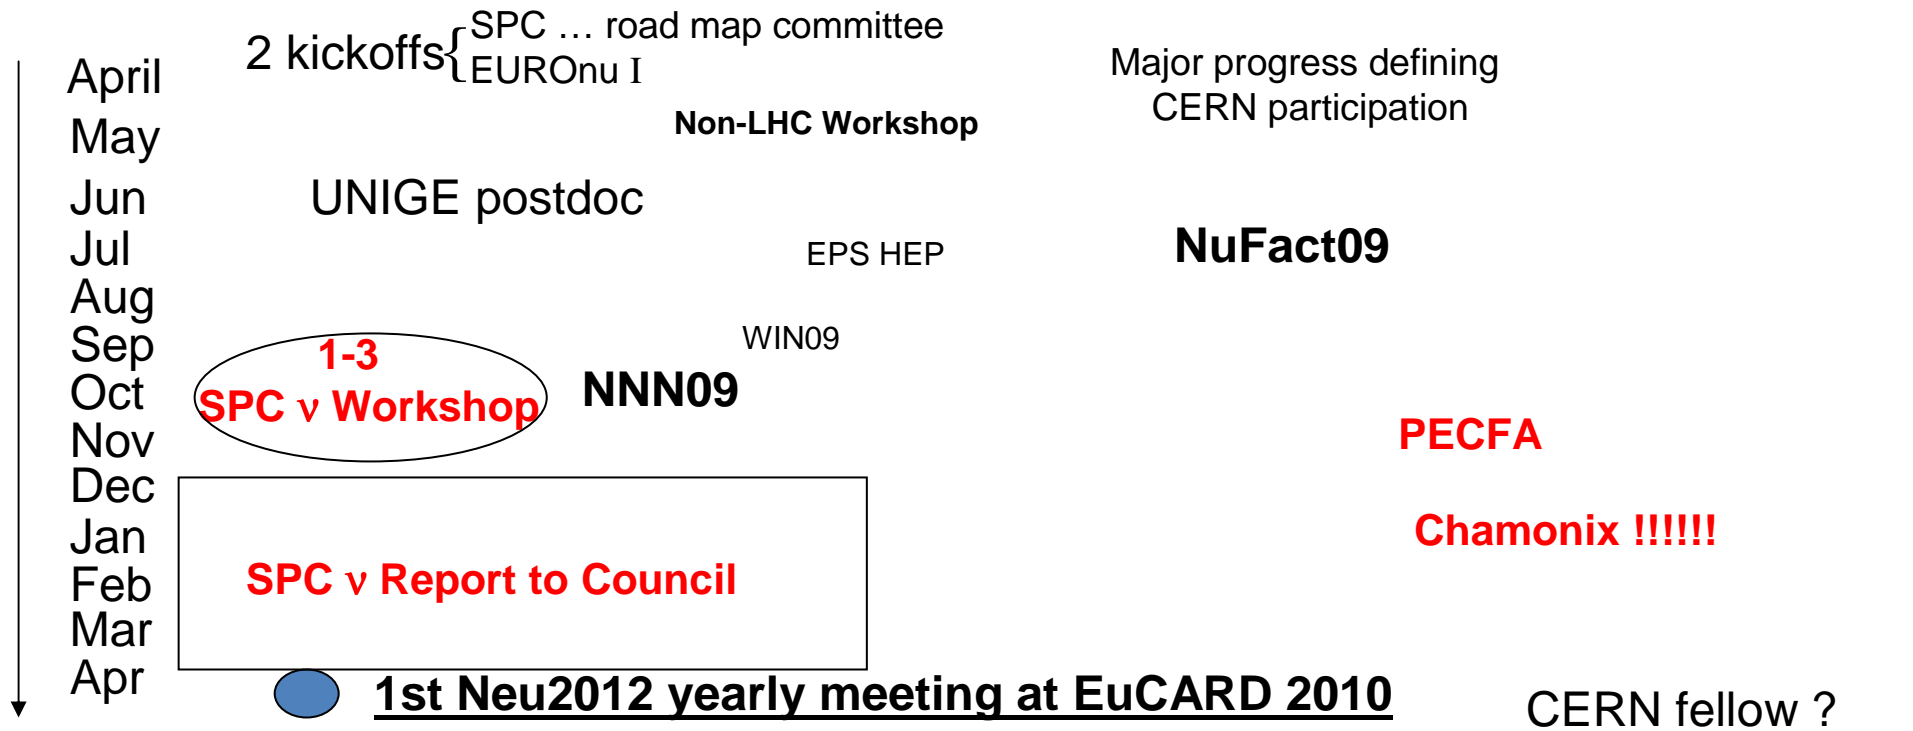 SPC … road map committee
2 kickoffs{
EUROnu I
April
Major progress defining
CERN participation
May
Non-LHC Workshop
Jun
UNIGE postdoc
Jul
EPS HEP
NuFact09
Aug
Sep
WIN09
1-3
Oct
SPC ν Workshop
NNN09
Nov
PECFA
Dec
Jan
Chamonix !!!!!!
Feb
SPC ν Report to Council
Mar
Apr
1st Neu2012 yearly meeting at EuCARD 2010
CERN fellow ?